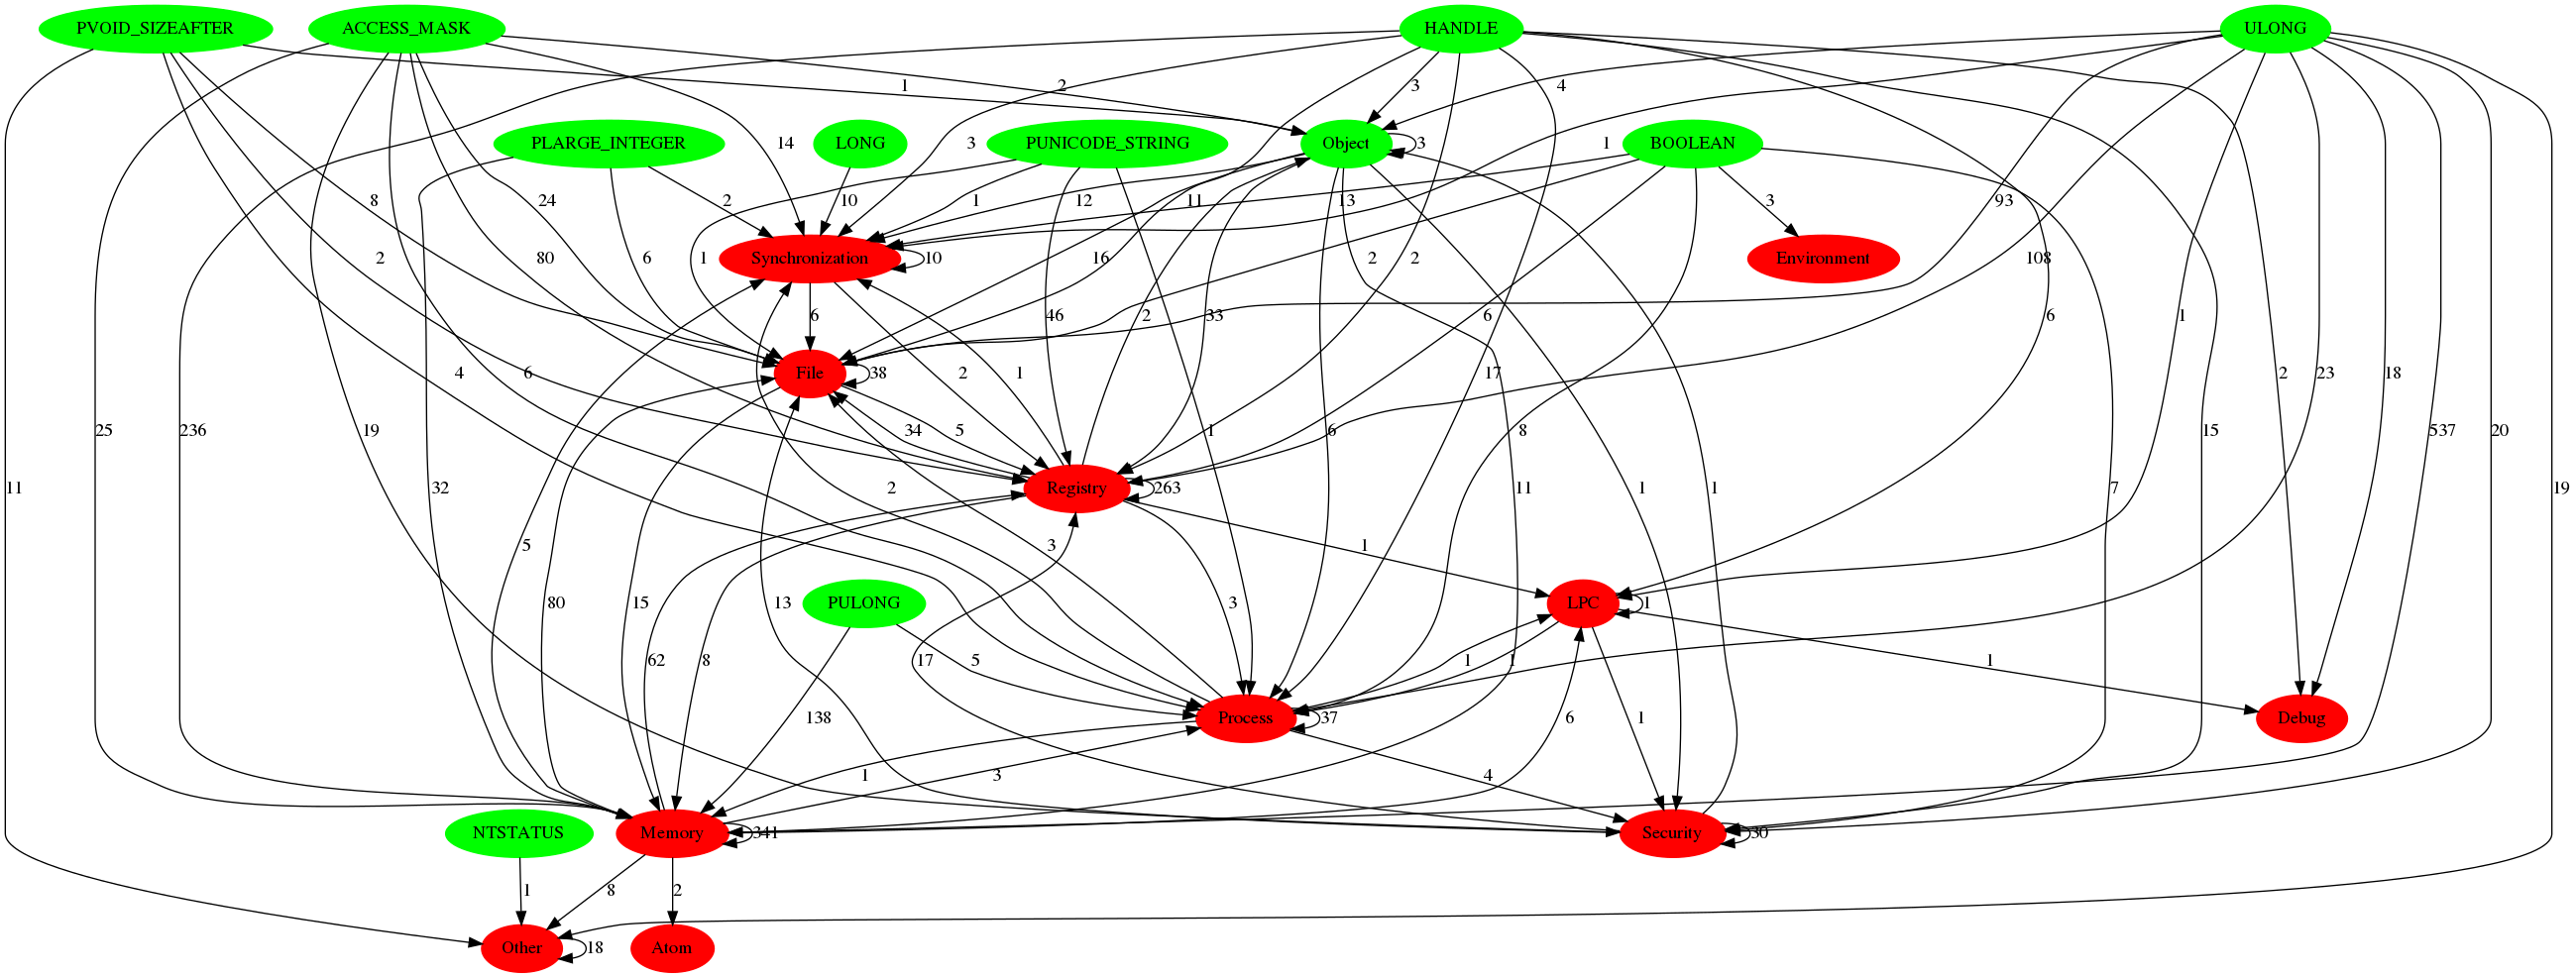 PVOID_SIZEAFTER ACCESS_MASK HANDLE ULONG
1 2 3 4
PLARGE_INTEGER LONG PUNICODE_STRING Object BOOLEAN
14 3 3 1
8 24 2 10 1 12 11 13 3 93
2 80 6 1 Synchronization 10 16 2 2 Environment 108
6 46 2 33 6 1 6
4 6 19 File 38 2 1 17 2 23 18
25 236 34 5 1 6 8 15 537 20
11 32 2 Registry 263 11 1 7 1 19
5 3 1
80 15 13 PULONG 3 LPC 1
62 8 17 5 1 1 1
138 Process 37 6 1 Debug
1 3 4
NTSTATUS Memory 341 Security 30
1 8 2
Other 18 Atom